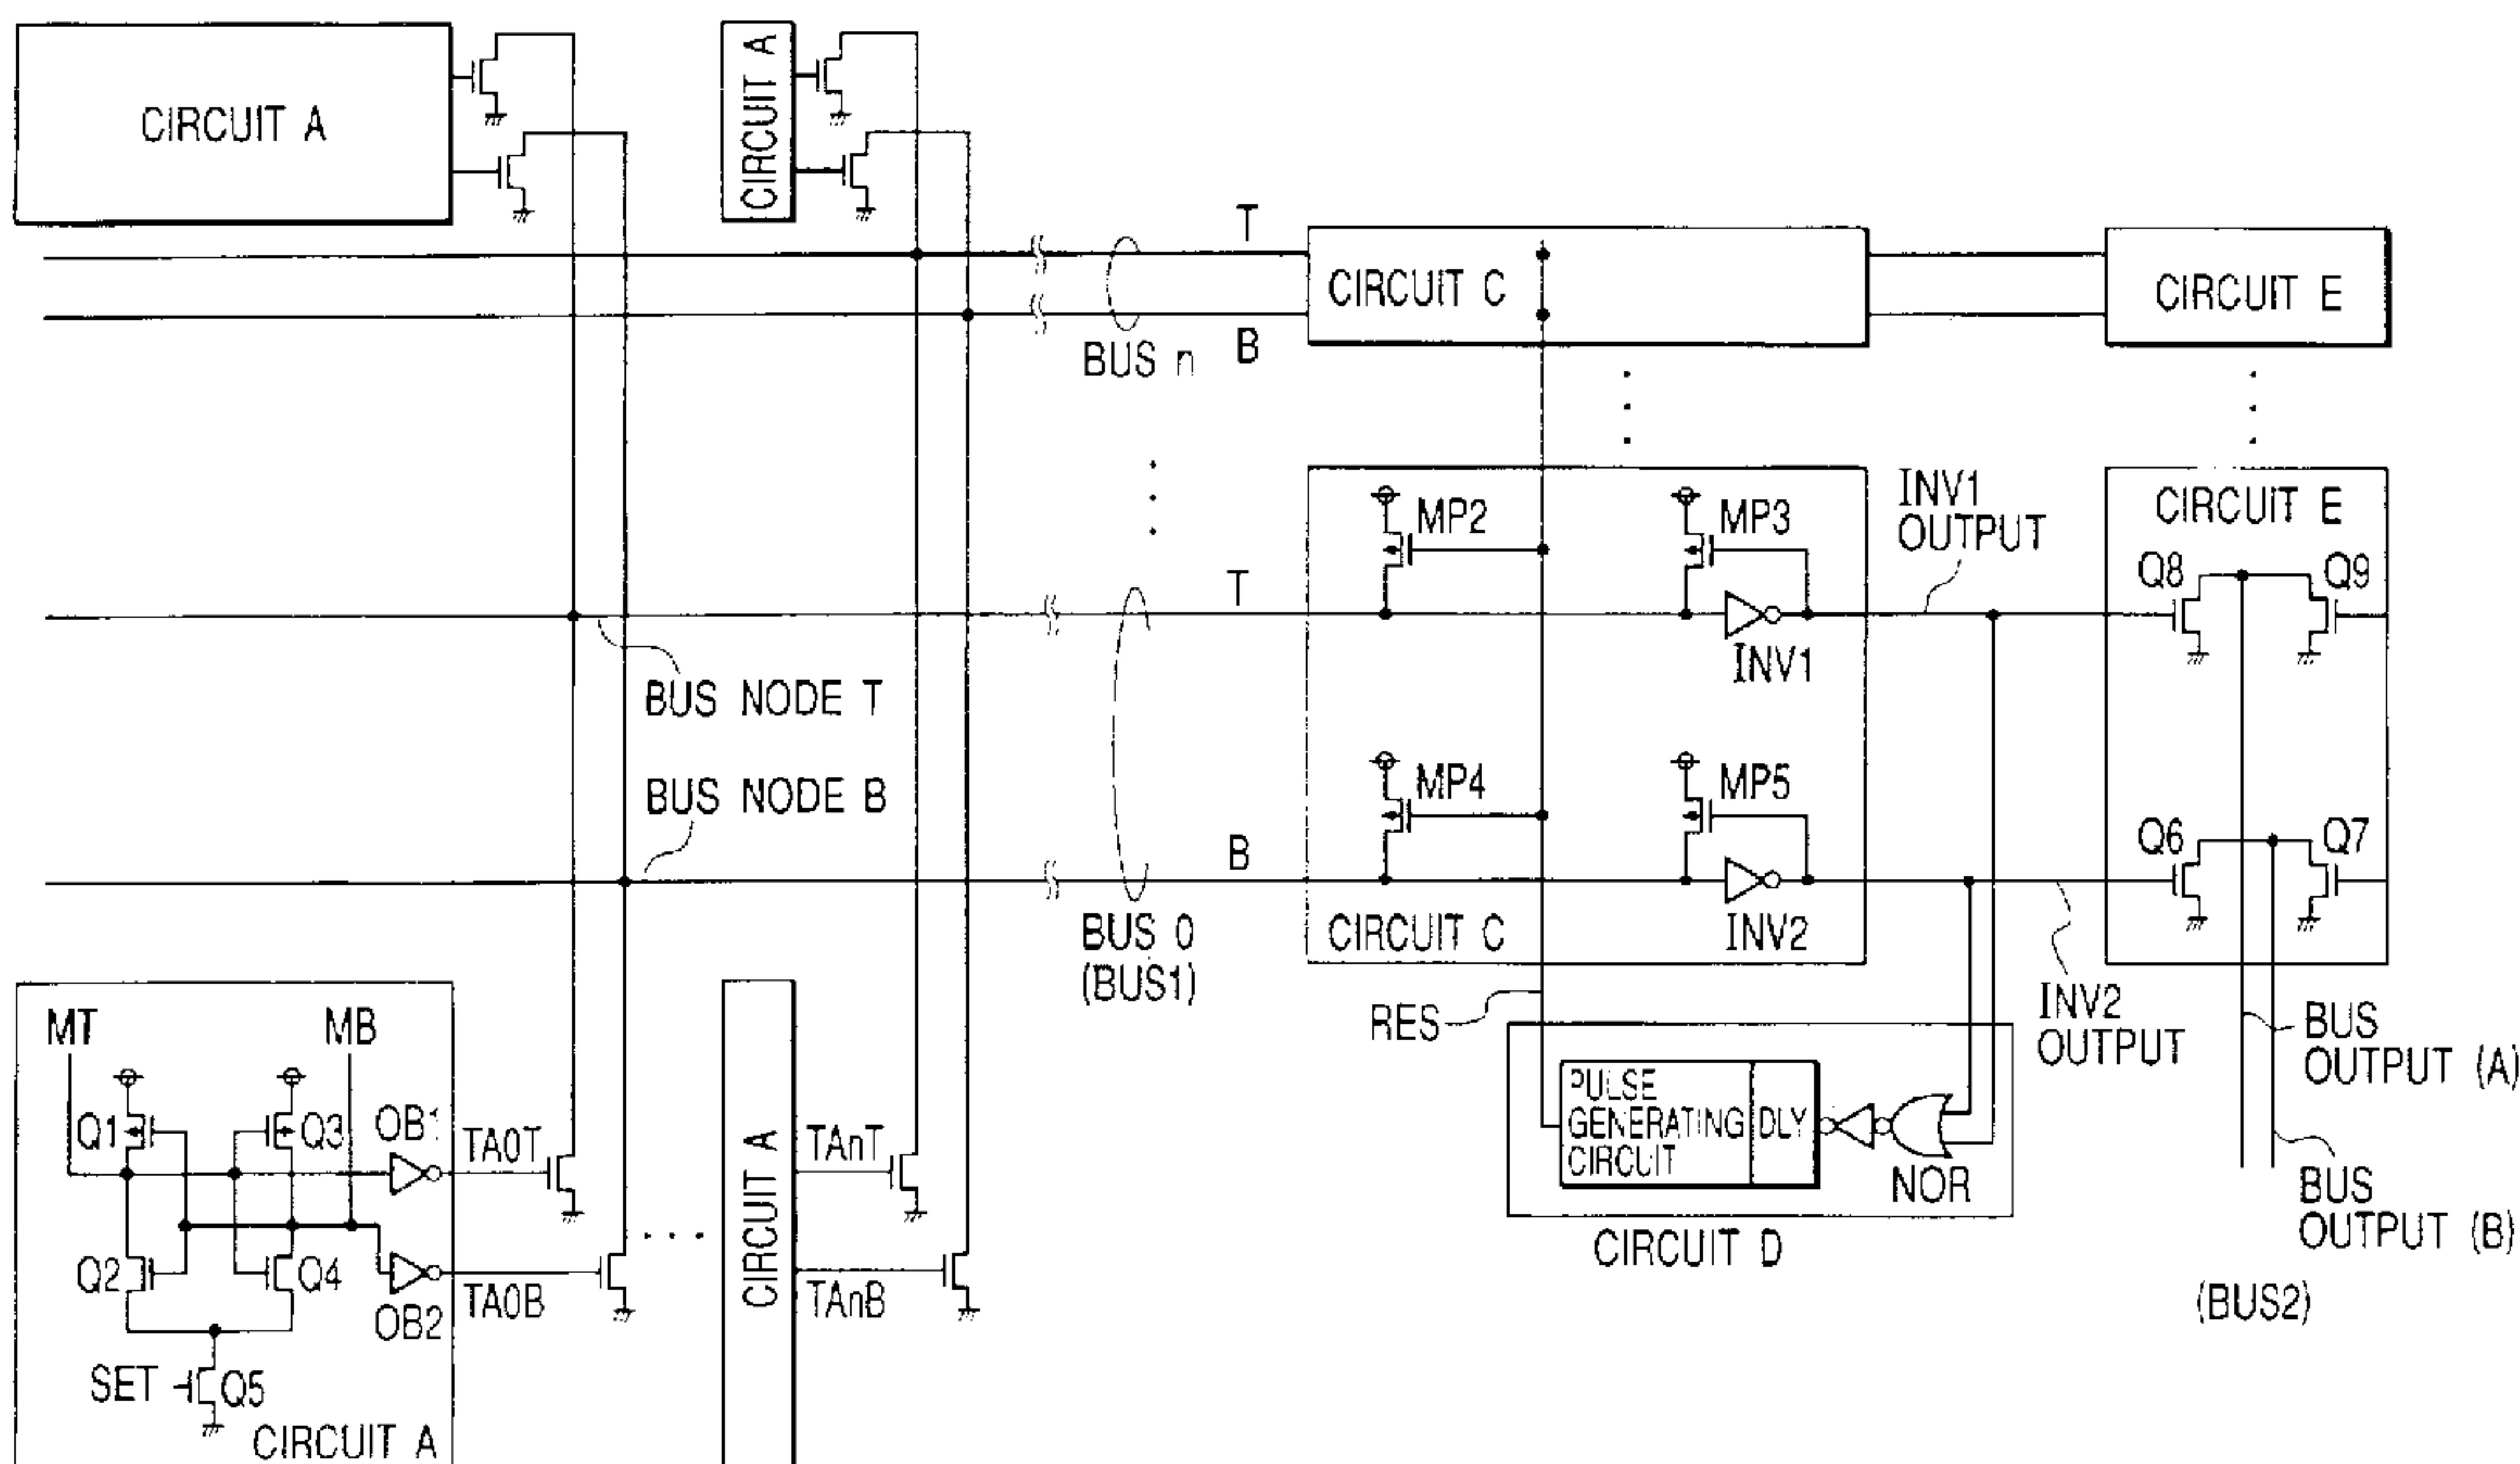 CIRCUIT A
CIRCUIT A
T
CIRCUIT C
CIRCUIT E
BUS n
B
MP2
MP3
INV1
OUTPUT
CIRCUIT E
Q8
Q9
T
INV1
BUS NODE T
BUS NODE B
MP4
MP5
B
Q6
Q7
BUS 0
(BUS1)
CIRCUIT C
INV2
INV2
OUTPUT
RES
BUS
OUTPUT (A)
MT
MB
Q1
Q3
OB1
TA0T
PULSE
GENERATING
CIRCUIT
DLY
NOR
CIRCUIT A
TAnT
BUS
OUTPUT (B)
CIRCUIT D
Q2
Q4
OB2
TA0B
TAnB
(BUS2)
SET
Q5
CIRCUIT A